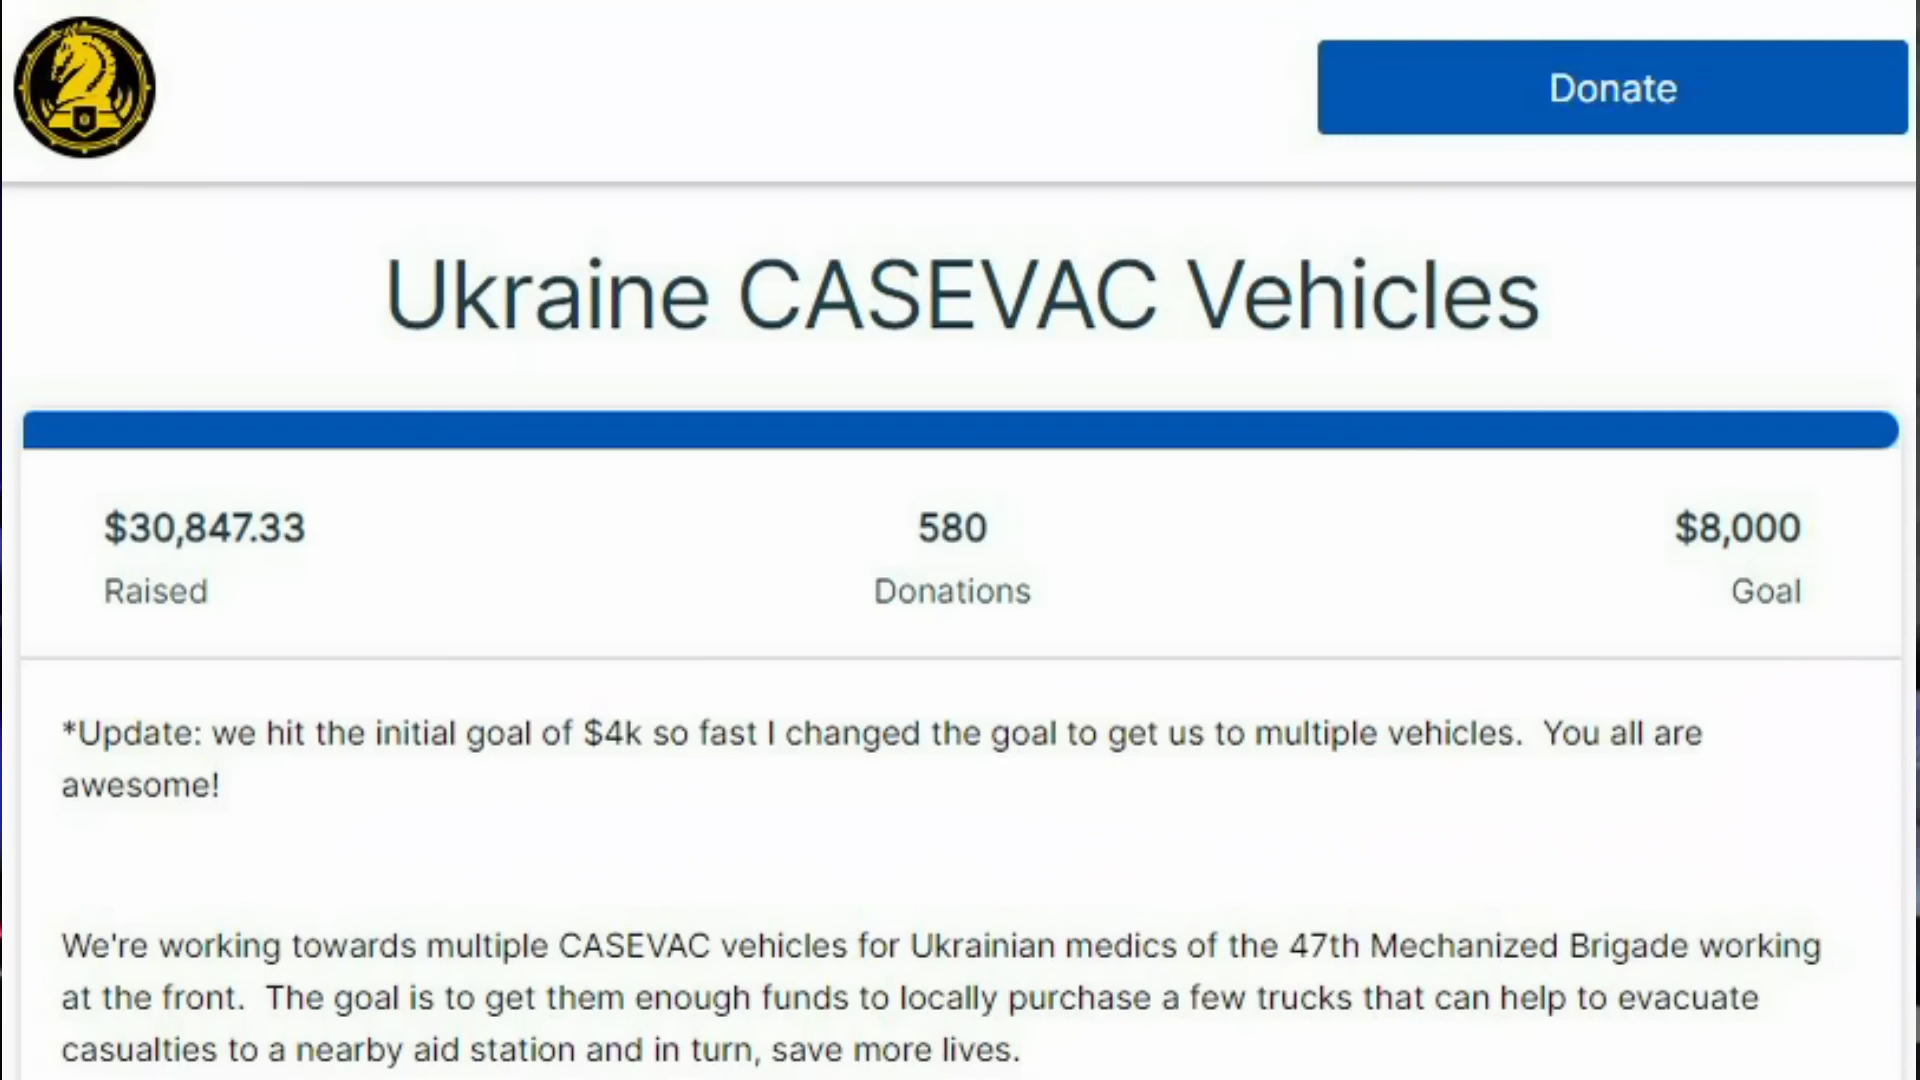 Donate
Ukraine CASEVAC Vehicles
$30,847.33
580
$8,000
Raised
Donations
Goal
*Update: we hit the initial goal of $4k so fast I changed the goal to get us to multiple vehicles.  You all are
awesome!
We're working towards multiple CASEVAC vehicles for Ukrainian medics of the 47th Mechanized Brigade working
at the front.  The goal is to get them enough funds to locally purchase a few trucks that can help to evacuate
casualties to a nearby aid station and in turn, save more lives.